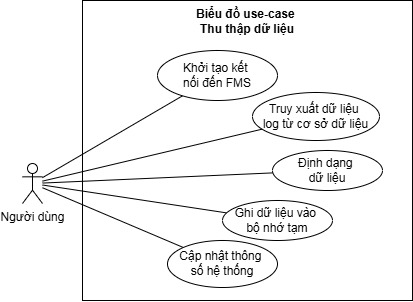 Biểu đồ use-case
Thu thập dữ liệu
Khởi tạo kết
nối đến FMS
Truy xuất dữ liệu
log từ cơ sở dữ liệu
Định dạng
dữ liệu
Người dùng
Ghi dữ liệu vào
bộ nhớ tạm
Cập nhật thông
số hệ thống